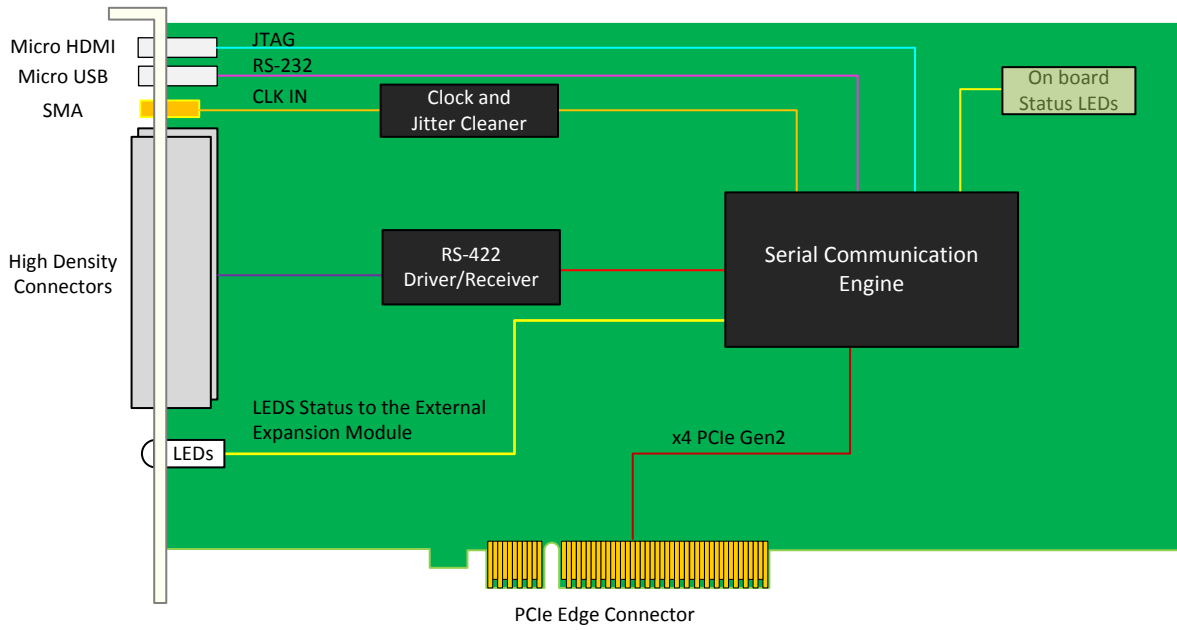 Micro HDMI
JTAG
Micro USB
RS-232
SMA
CLK IN
Clock and
Jitter Cleaner
On board
Status LEDs
High Density
Connectors
RS-422
Driver/Receiver
Serial Communication
Engine
LEDS Status to the External
Expansion Module
LEDs
x4 PCIe Gen2
PCIe Edge Connector